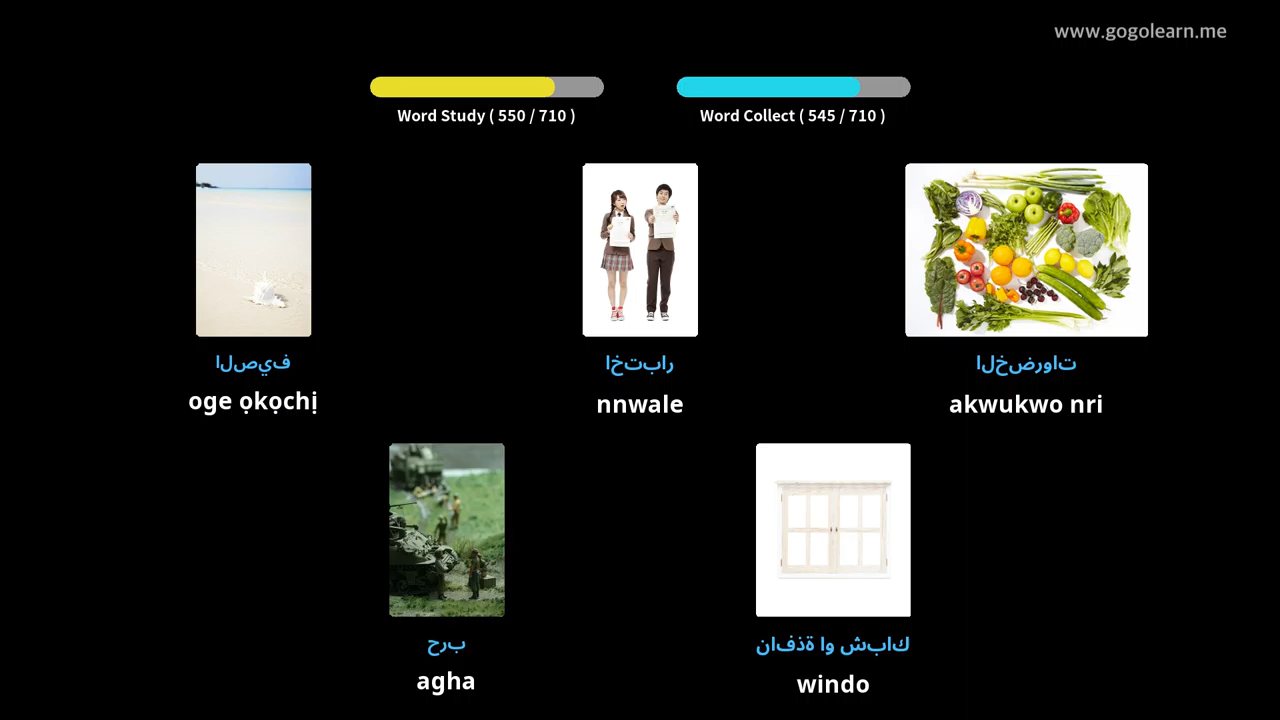 www.gogolearn.me
Word Study ( 550 / 710 )
Word Collect ( 545 / 710 )
الصيف
oge ọkọchị
اختبار
nnwale
الخضروات
akwukwo nri
حرب
agha
نافذة او شباك
windo